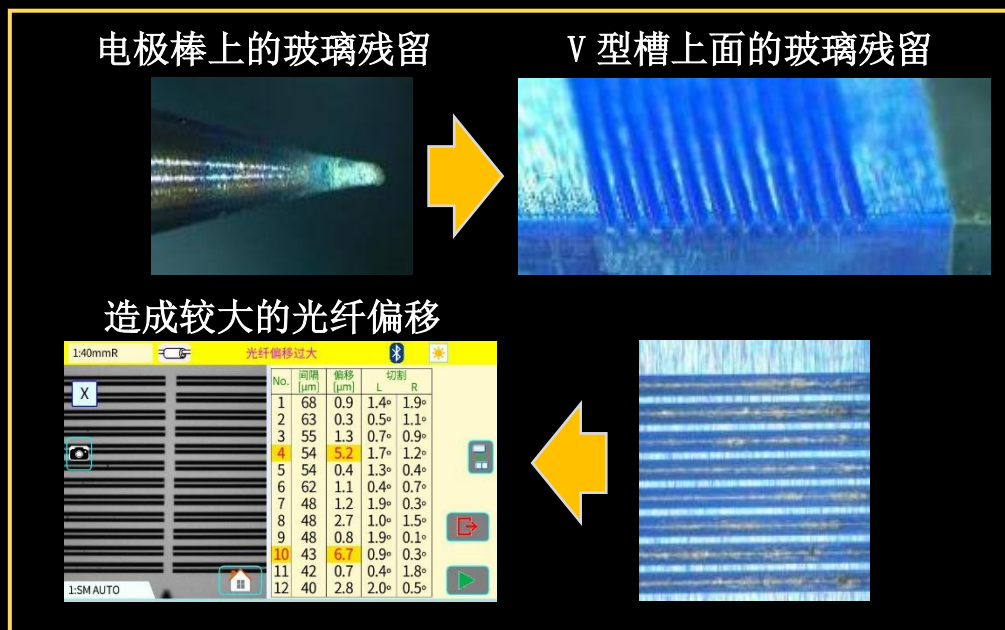 电极棒上的玻璃残留
V 型槽上面的玻璃残留
造成较大的光纤偏移
1:40mmR 光纤偏移过大
X
No. 间隔[μm] 偏移[μm] 切割 L R
1 68 0.9 1.4° 1.9°
2 63 0.3 0.5° 1.1°
3 55 1.3 0.7° 0.9°
4 54 5.2 1.7° 1.2°
5 54 0.4 1.3° 0.4°
6 62 1.1 0.4° 0.7°
7 48 1.2 1.9° 0.3°
8 48 2.7 1.0° 1.5°
9 48 0.8 1.9° 0.1°
10 43 6.7 0.9° 0.3°
11 42 0.7 0.4° 1.8°
12 40 2.8 2.0° 0.5°
1:SM AUTO